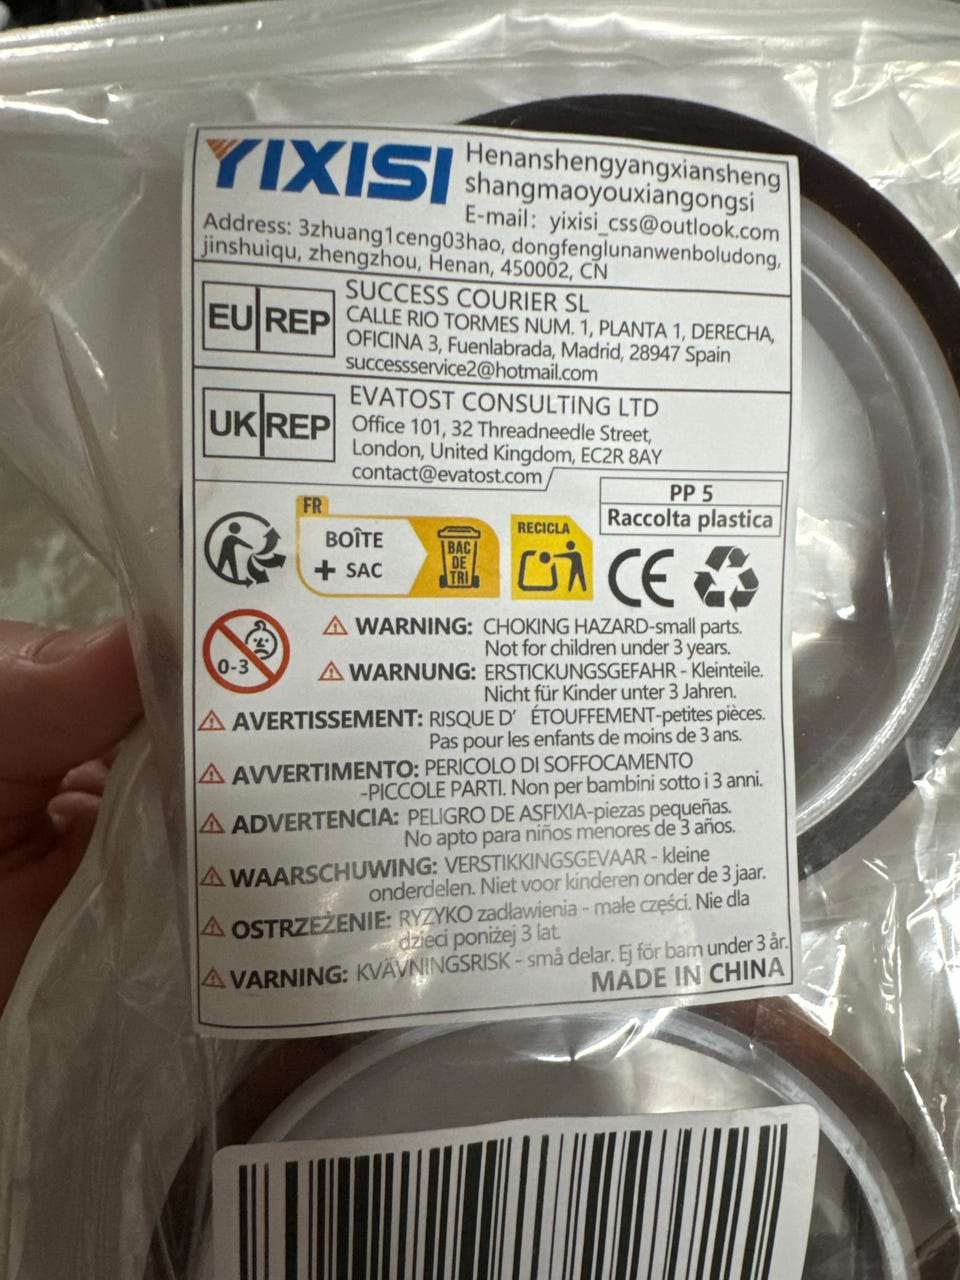 YIXISI
Henanshengyangxiansheng
shangmaoyouxiangongsi
E-mail: yixisi_css@outlook.com
Address: 3zhuang1ceng03hao, dongfenglunanwenboludong,
jinshuiqu, zhengzhou, Henan, 450002, CN
EU REP
SUCCESS COURIER SL
CALLE RIO TORMES NUM. 1, PLANTA 1, DERECHA,
OFICINA 3, Fuenlabrada, Madrid, 28947 Spain
successservice2@hotmail.com
UK REP
EVATOST CONSULTING LTD
Office 101, 32 Threadneedle Street,
London, United Kingdom, EC2R 8AY
contact@evatost.com
PP 5
Raccolta plastica
FR
BOÎTE
+ SAC
BAC
DE
TRI
RECICLA
CE
0-3
WARNING: CHOKING HAZARD-small parts.
Not for children under 3 years.
WARNUNG: ERSTICKUNGSGEFAHR - Kleinteile.
Nicht für Kinder unter 3 Jahren.
AVERTISSEMENT: RISQUE D' ÉTOUFFEMENT-petites pièces.
Pas pour les enfants de moins de 3 ans.
AVVERTIMENTO: PERICOLO DI SOFFOCAMENTO
-PICCOLE PARTI. Non per bambini sotto i 3 anni.
ADVERTENCIA: PELIGRO DE ASFIXIA-piezas pequeñas.
No apto para niños menores de 3 años.
WAARSCHUWING: VERSTIKKINGSGEVAAR - kleine
onderdelen. Niet voor kinderen onder de 3 jaar.
OSTRZEŻENIE: RYZYKO zadławienia - małe części. Nie dla
dzieci poniżej 3 lat.
VARNING: KVÄVNINGSRISK - små delar. Ej för barn under 3 år.
MADE IN CHINA